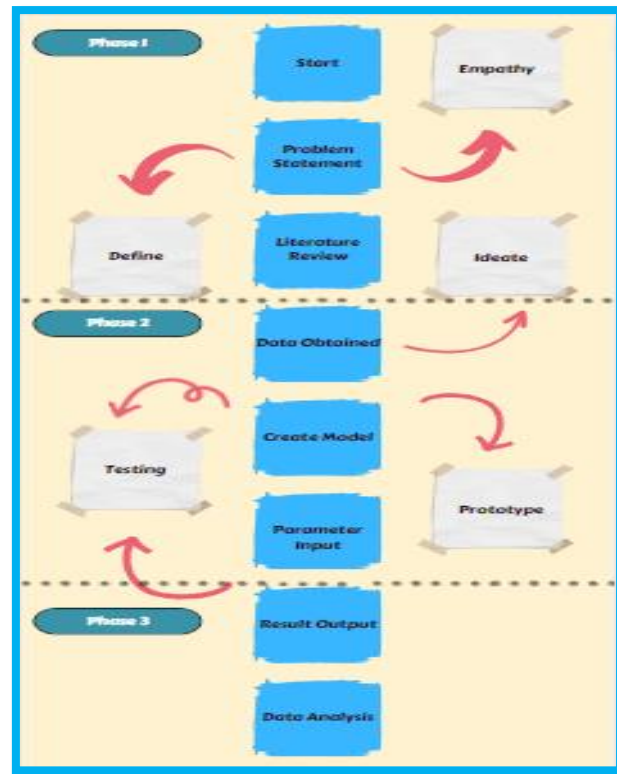 Phase 1
Start
Empathy
Problem
Statement
Define
Literature
Review
Ideate
Phase 2
Data Obtained
Create Model
Testing
Prototype
Parameter
Input
Phase 3
Result Output
Data Analysis